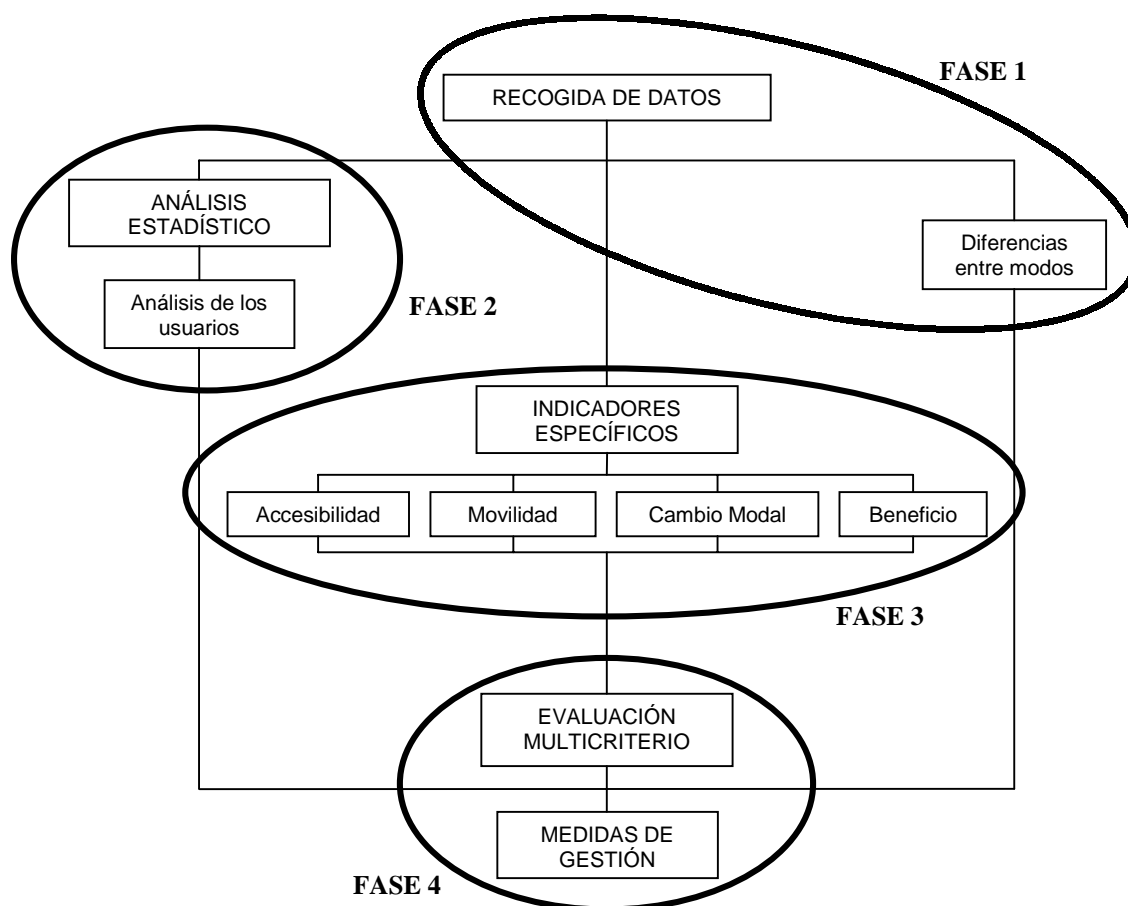 FASE 1
RECOGIDA DE DATOS
ANÁLISIS
ESTADÍSTICO
Diferencias
entre modos
Análisis de los
usuarios
FASE 2
INDICADORES
ESPECÍFICOS
Accesibilidad
Movilidad
Cambio Modal
Beneficio
FASE 3
EVALUACIÓN
MULTICRITERIO
MEDIDAS DE
GESTIÓN
FASE 4